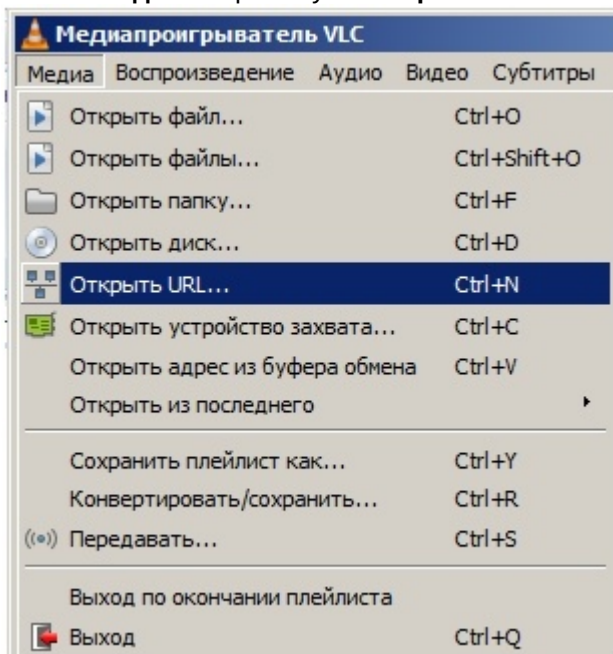 Медиапроигрыватель VLC
Медиа Воспроизведение Аудио Видео Субтитры
Открыть файл... Ctrl+O
Открыть файлы... Ctrl+Shift+O
Открыть папку... Ctrl+F
Открыть диск... Ctrl+D
Открыть URL... Ctrl+N
Открыть устройство захвата... Ctrl+C
Открыть адрес из буфера обмена Ctrl+V
Открыть из последнего
Сохранить плейлист как... Ctrl+Y
Конвертировать/сохранить... Ctrl+R
Передавать... Ctrl+S
Выход по окончании плейлиста
Выход Ctrl+Q